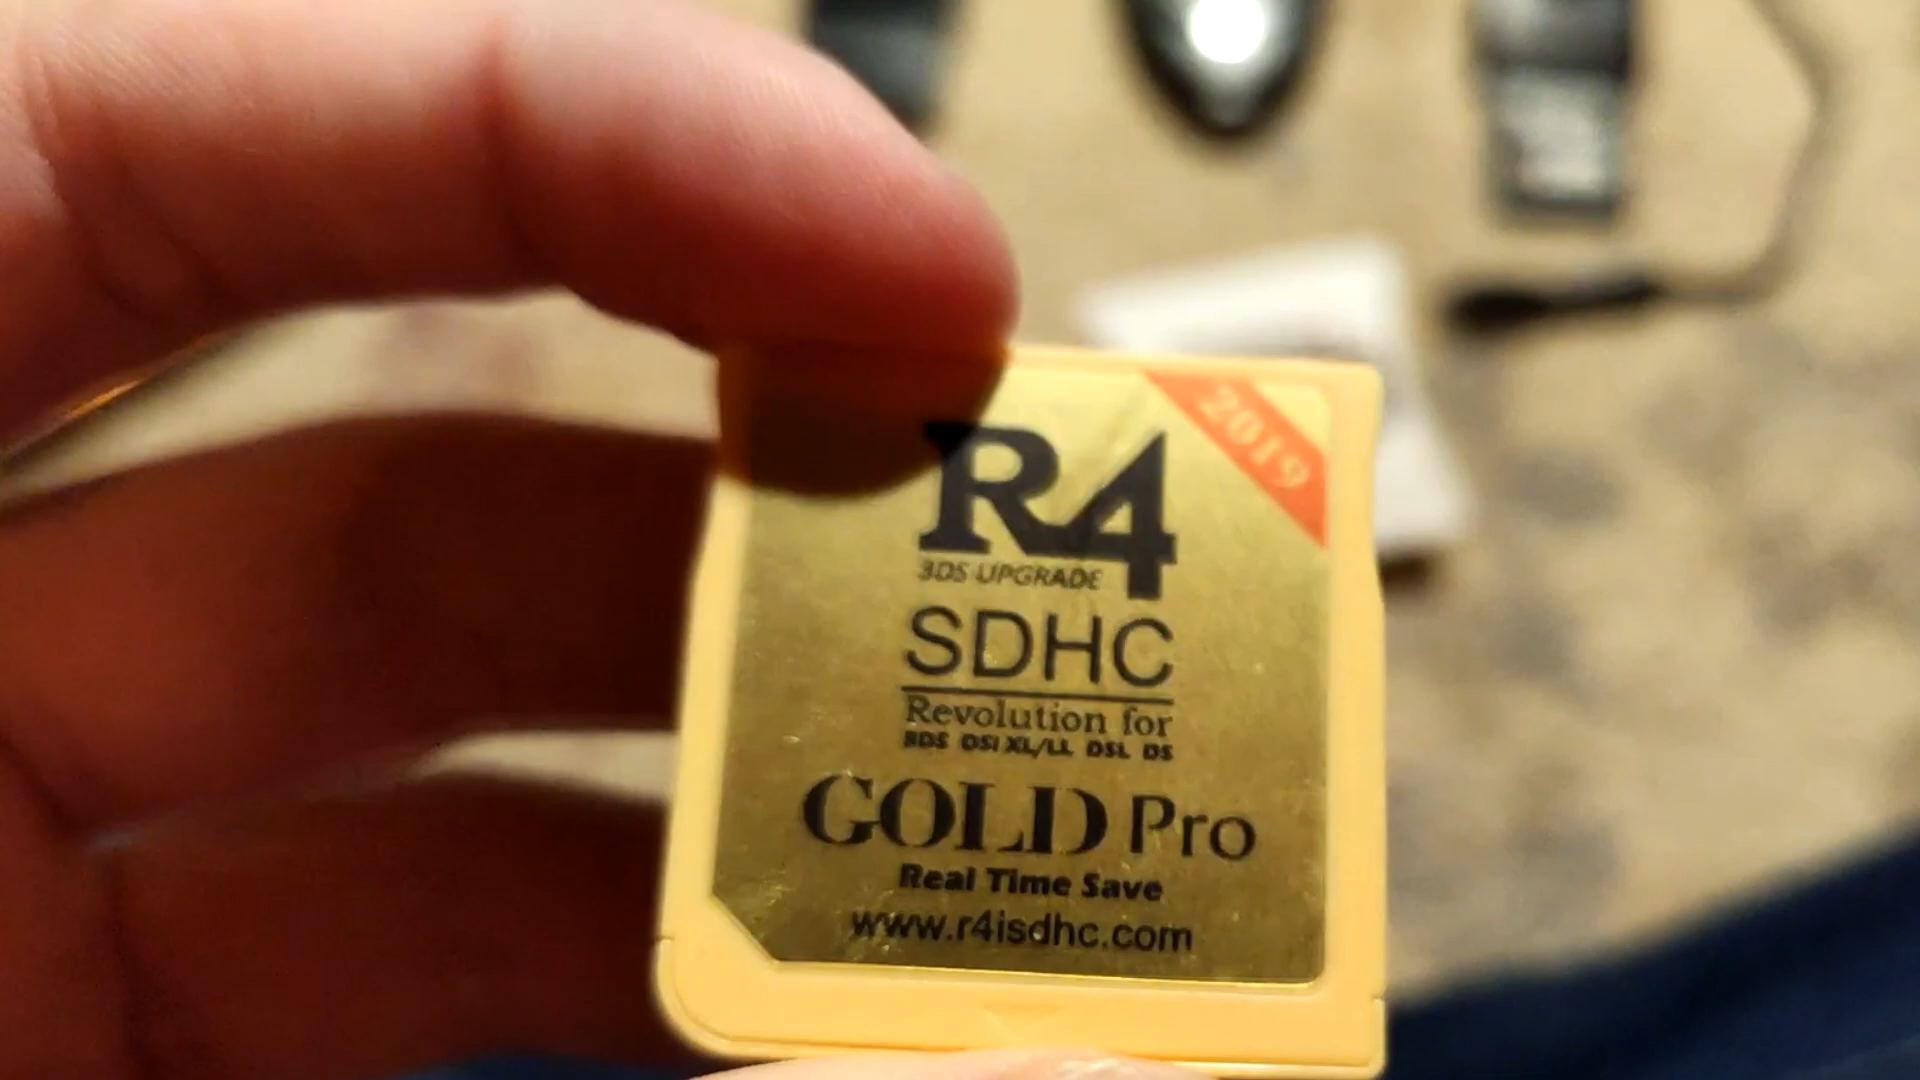 2019
R4
3DS UPGRADE
SDHC
Revolution for
3DS DSi XL/LL DSL DS
GOLD Pro
Real Time Save
www.r4isdhc.com